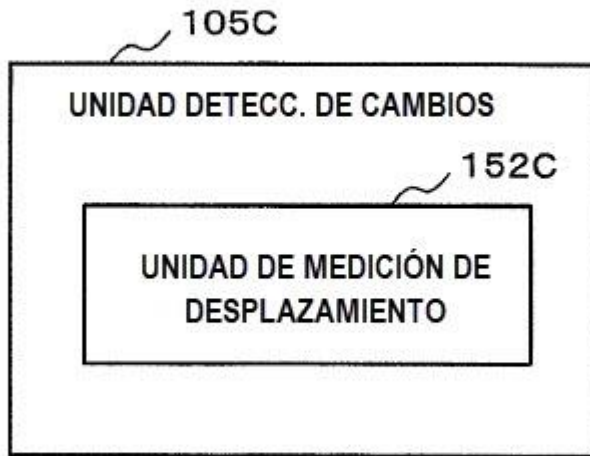 105C
UNIDAD DETECC. DE CAMBIOS
152C
UNIDAD DE MEDICIÓN DE
DESPLAZAMIENTO